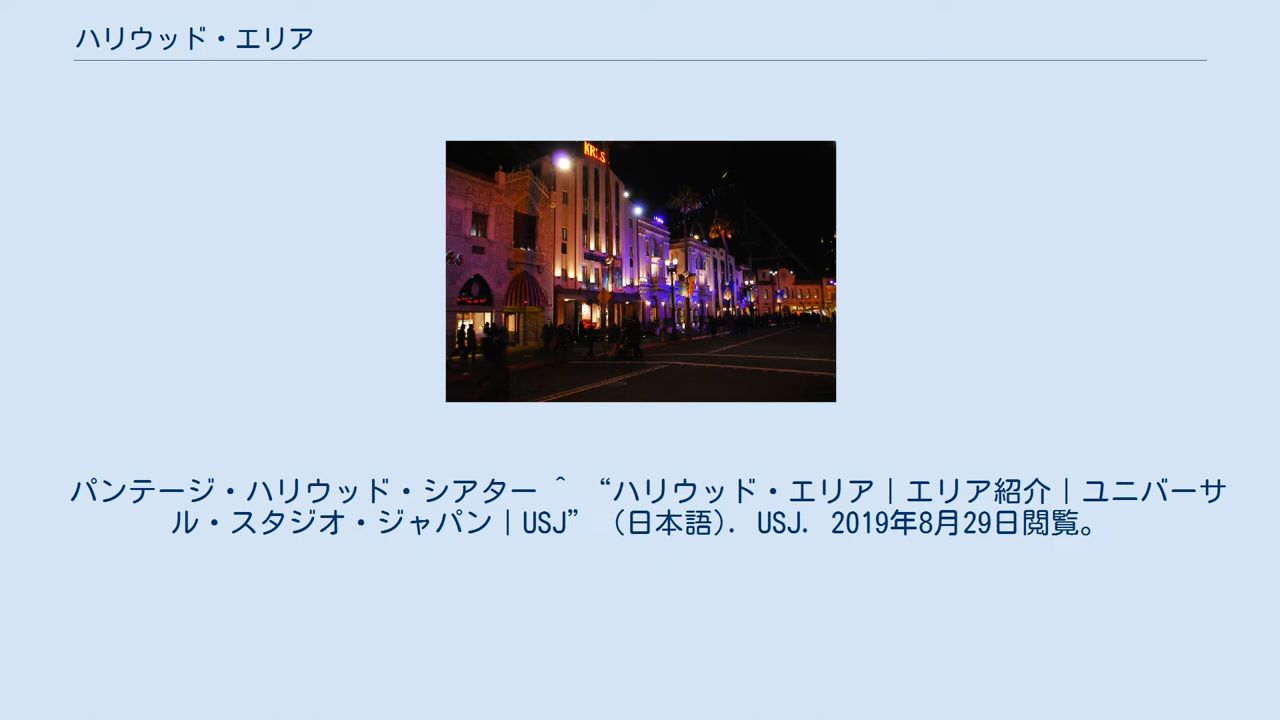 ハリウッド・エリア
パンテージ・ハリウッド・シアター ^ “ハリウッド・エリア｜エリア紹介｜ユニバーサ
ル・スタジオ・ジャパン｜USJ” (日本語). USJ. 2019年8月29日閲覧。